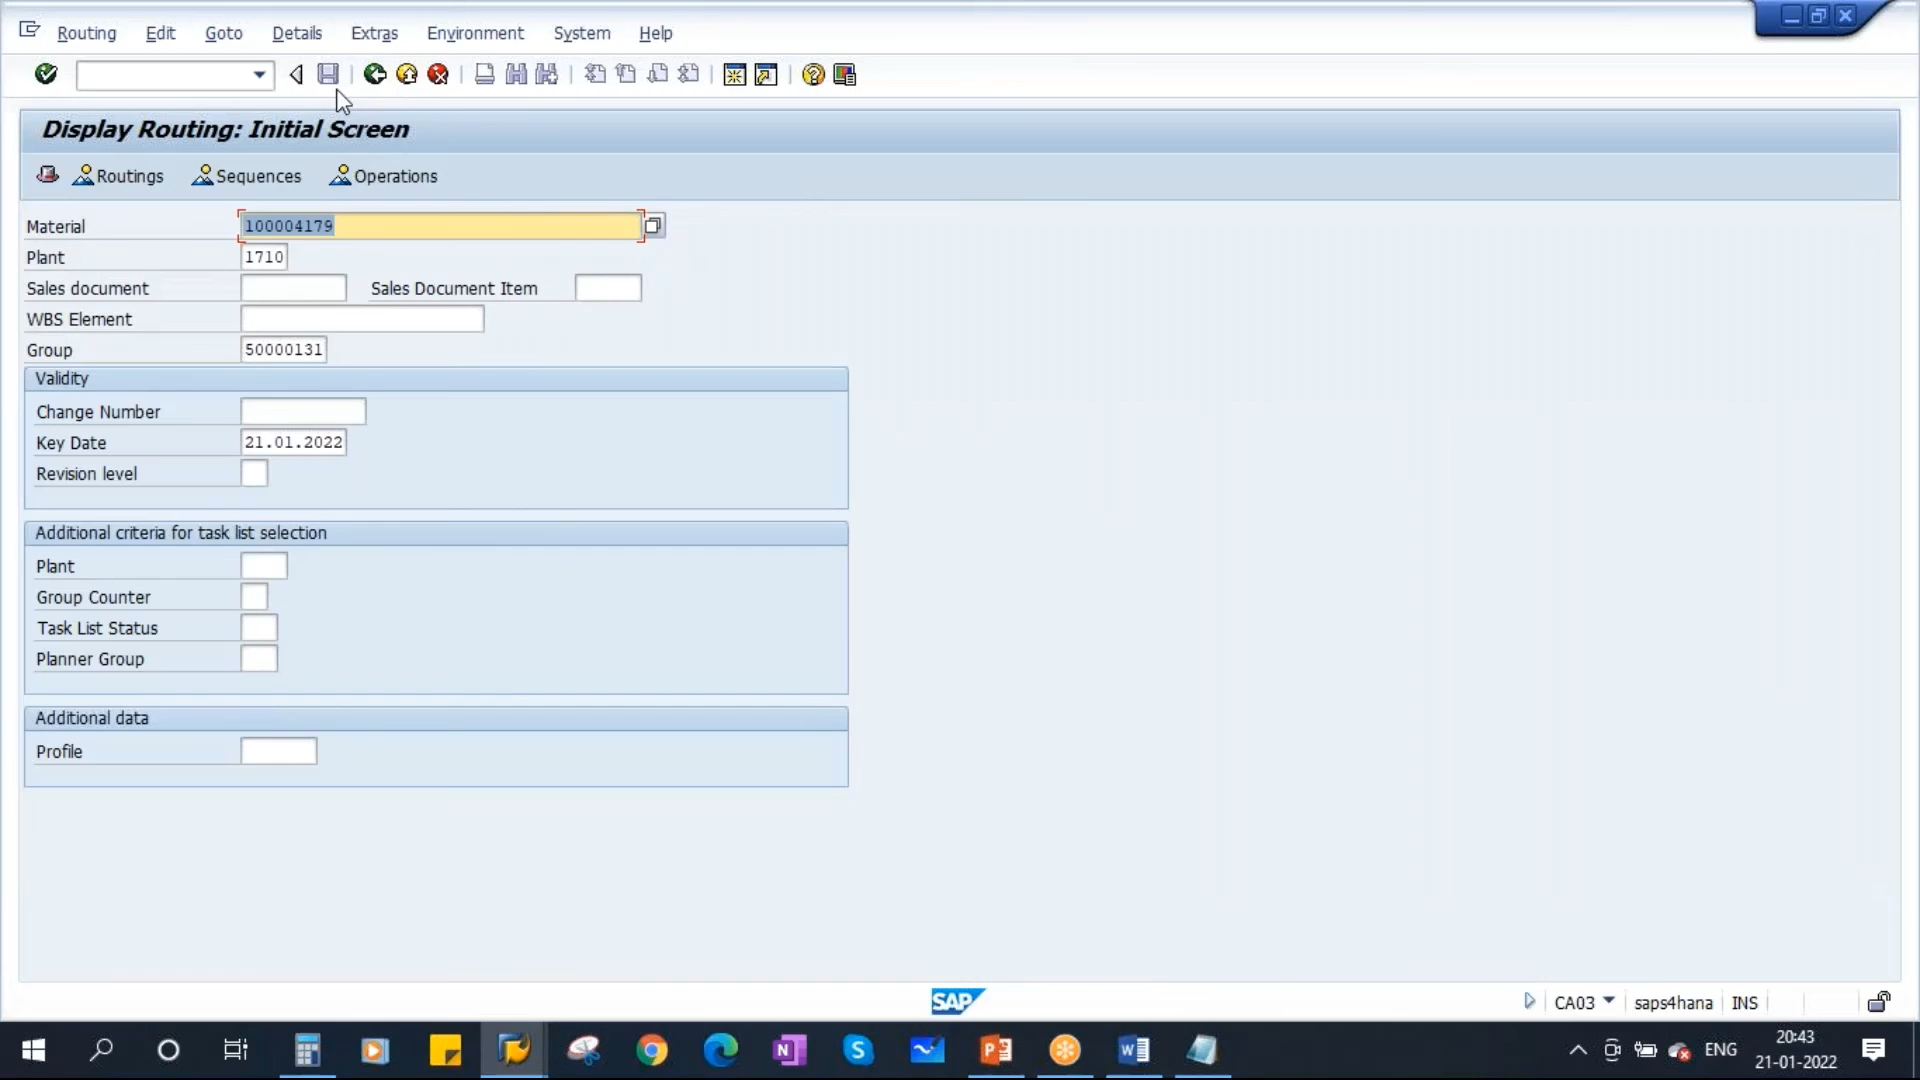 Routing Edit Goto Details Extras Environment System Help
Display Routing: Initial Screen
Routings Sequences Operations
Material 100004179
Plant 1710
Sales document Sales Document Item
WBS Element
Group 50000131
Validity
Change Number
Key Date 21.01.2022
Revision level
Additional criteria for task list selection
Plant
Group Counter
Task List Status
Planner Group
Additional data
Profile
SAP
CA03 saps4hana INS
ENG
20:43
21-01-2022